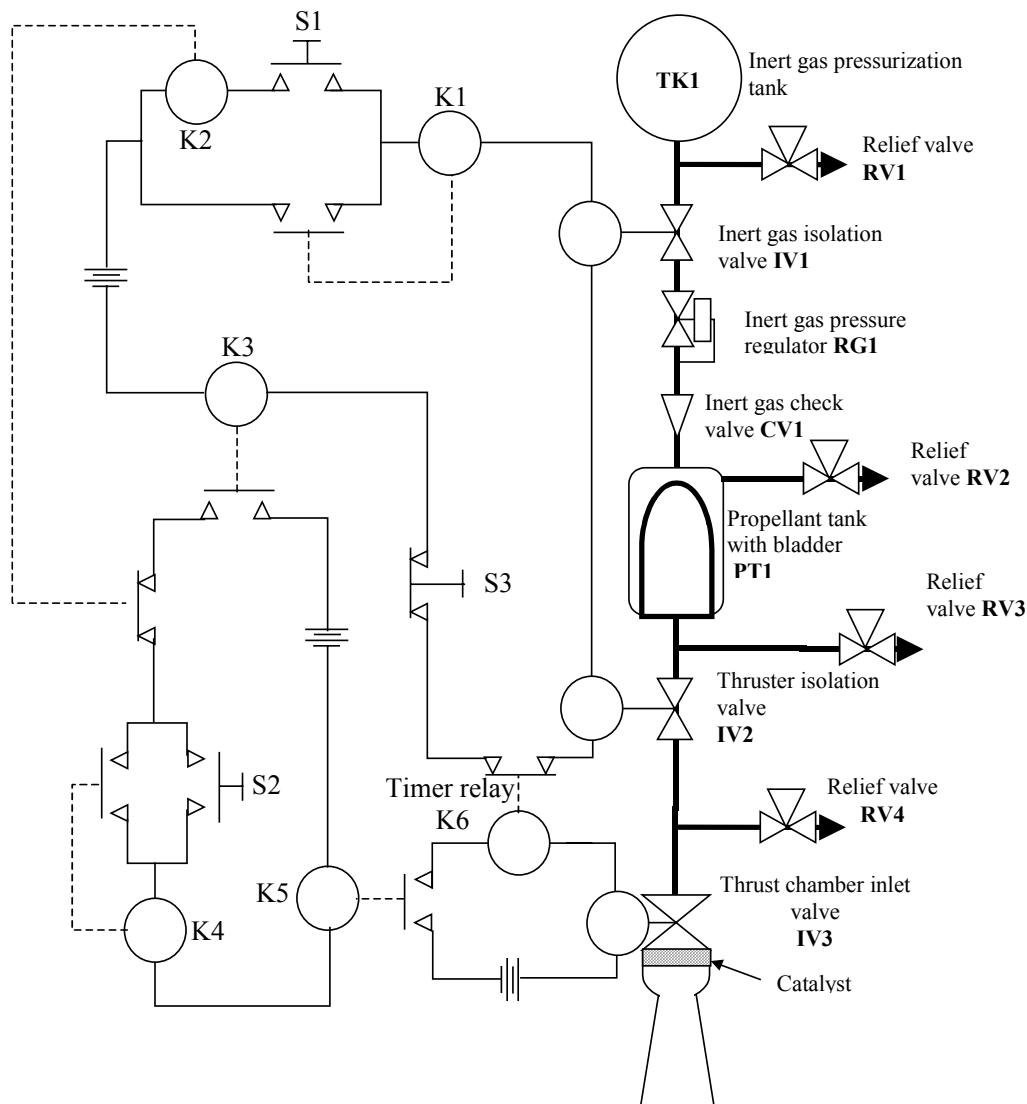 S1
K2
K1
TK1
Inert gas pressurization
tank
Relief valve
RV1
Inert gas isolation
valve IV1
K3
Inert gas pressure
regulator RG1
Inert gas check
valve CV1
Relief
valve RV2
Propellant tank
with bladder
PT1
S3
Relief
valve RV3
Thruster isolation
valve
IV2
S2
Timer relay
K6
Relief valve
RV4
K5
K4
Thrust chamber inlet
valve
IV3
Catalyst